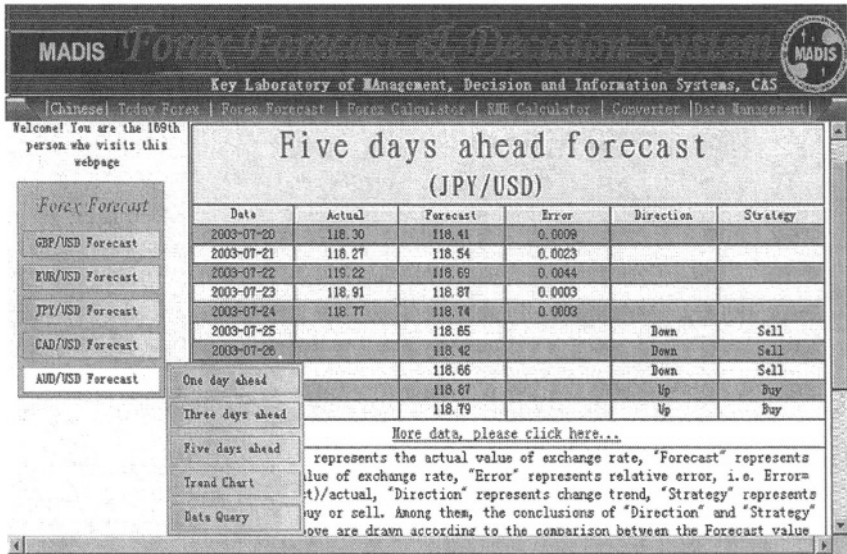 MADIS Forex Forecast & Decision System MADIS
Key Laboratory of MAnagement, Decision and Information Systems, CAS
|Chinese| Today Forex | Forex Forecast | Forex Calculator | RMB Calculator | Converter |Data Management|
Welcome! You are the 169th
person who visits this
webpage
Forex Forecast
GBP/USD Forecast
EUR/USD Forecast
JPY/USD Forecast
CAD/USD Forecast
AUD/USD Forecast
One day ahead
Three days ahead
Five days ahead
Trend Chart
Data Query
Five days ahead forecast
(JPY/USD)
Data Actual Forecast Error Direction Strategy
2003-07-20 118.30 118.41 0.0009
2003-07-21 118.27 118.54 0.0023
2003-07-22 119.22 118.69 0.0044
2003-07-23 118.91 118.87 0.0003
2003-07-24 118.77 118.74 0.0003
2003-07-25 118.65 Down Sell
2003-07-26 118.42 Down Sell
118.66 Down Sell
118.87 Up Buy
118.79 Up Buy
More data, please click here...
represents the actual value of exchange rate, "Forecast" represents
lue of exchange rate, "Error" represents relative error, i.e. Error=
t)/actual, "Direction" represents change trend, "Strategy" represents
uy or sell. Among them, the conclusions of "Direction" and "Strategy"
ove are drawn according to the comparison between the Forecast value